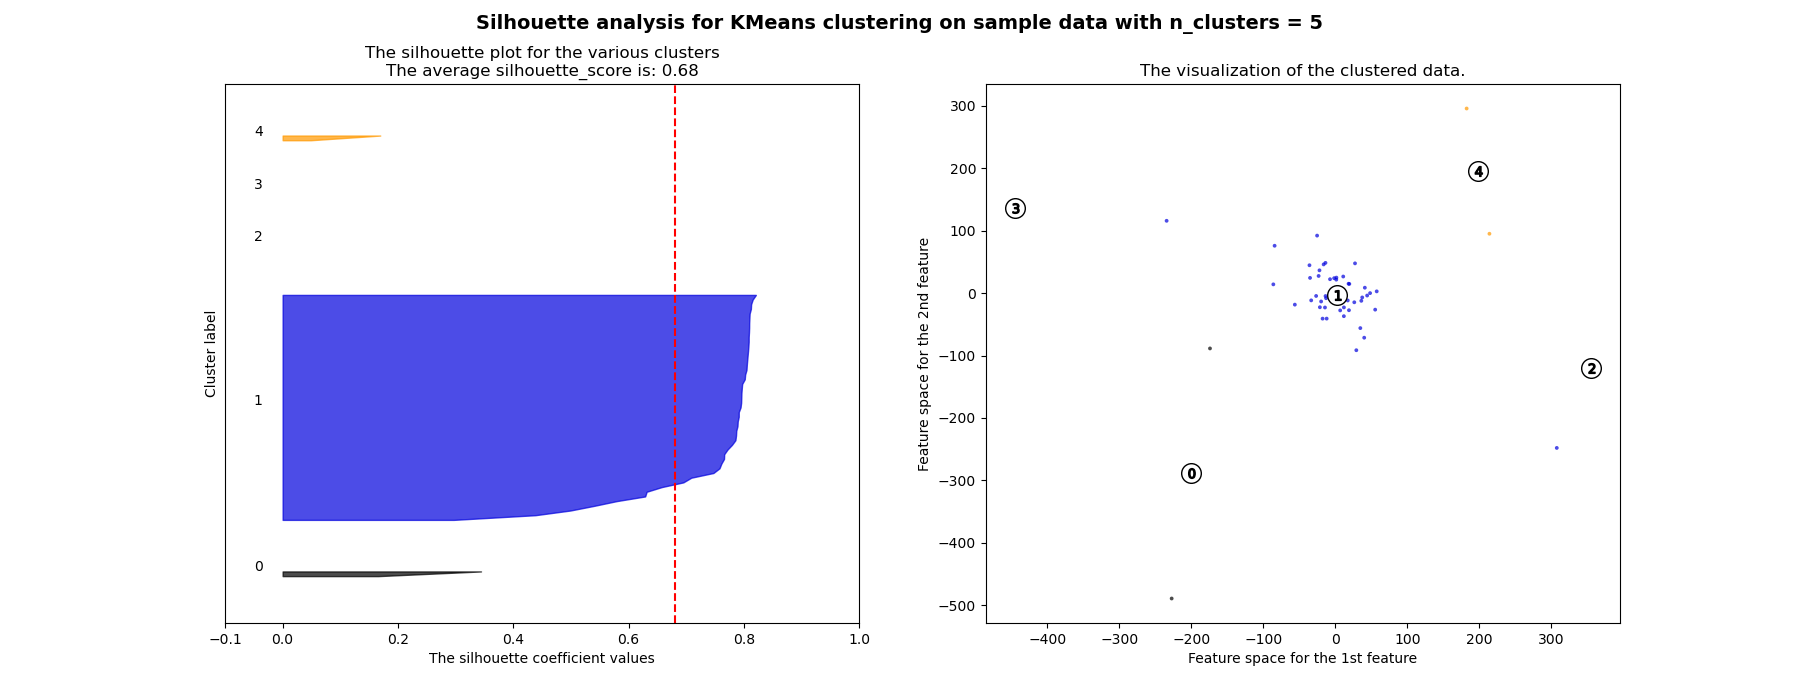 Silhouette analysis for KMeans clustering on sample data with n_clusters = 5
The silhouette plot for the various clusters
The average silhouette_score is: 0.68
Cluster label
4
3
2
1
0
−0.1 0.0 0.2 0.4 0.6 0.8 1.0
The silhouette coefficient values
The visualization of the clustered data.
Feature space for the 2nd feature
300
200
100
0
−100
−200
−300
−400
−500
4
3
1
2
0
−400 −300 −200 −100 0 100 200 300
Feature space for the 1st feature